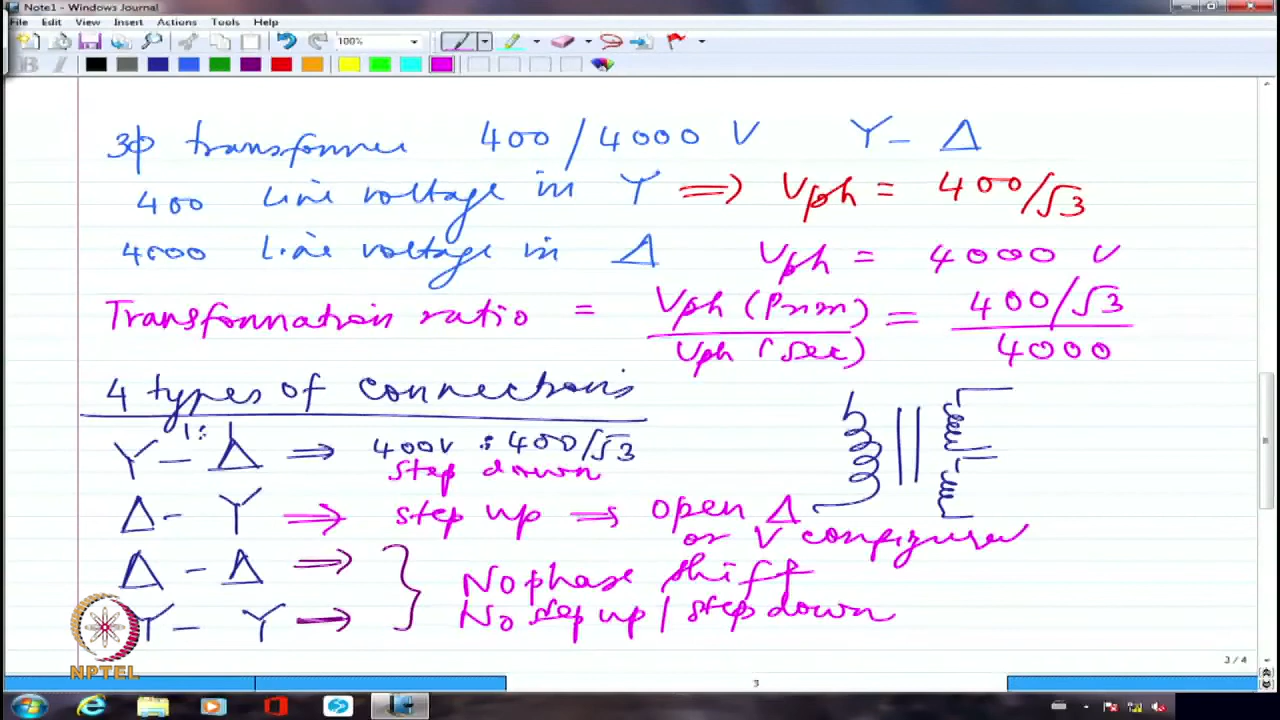 Note1 - Windows Journal
File Edit View Insert Actions Tools Help
100%
B I
3φ transformer 400/4000 V Y - Δ
400 Line voltage in Y ⟹ Vph = 400/√3
4000 Line voltage in Δ Vph = 4000 V
Transformation ratio = Vph (Prim) / Vph (Sec) = 400/√3 / 4000
4 types of connections
1:1
Y - Δ ⟹ 400V : 400/√3
step down
Δ - Y ⟹ step up ⟹ open Δ
or V configuration
Δ - Δ ⟹ } No phase shift
Y - Y ⟹ No step up / step down
NPTEL
3 / 4
3